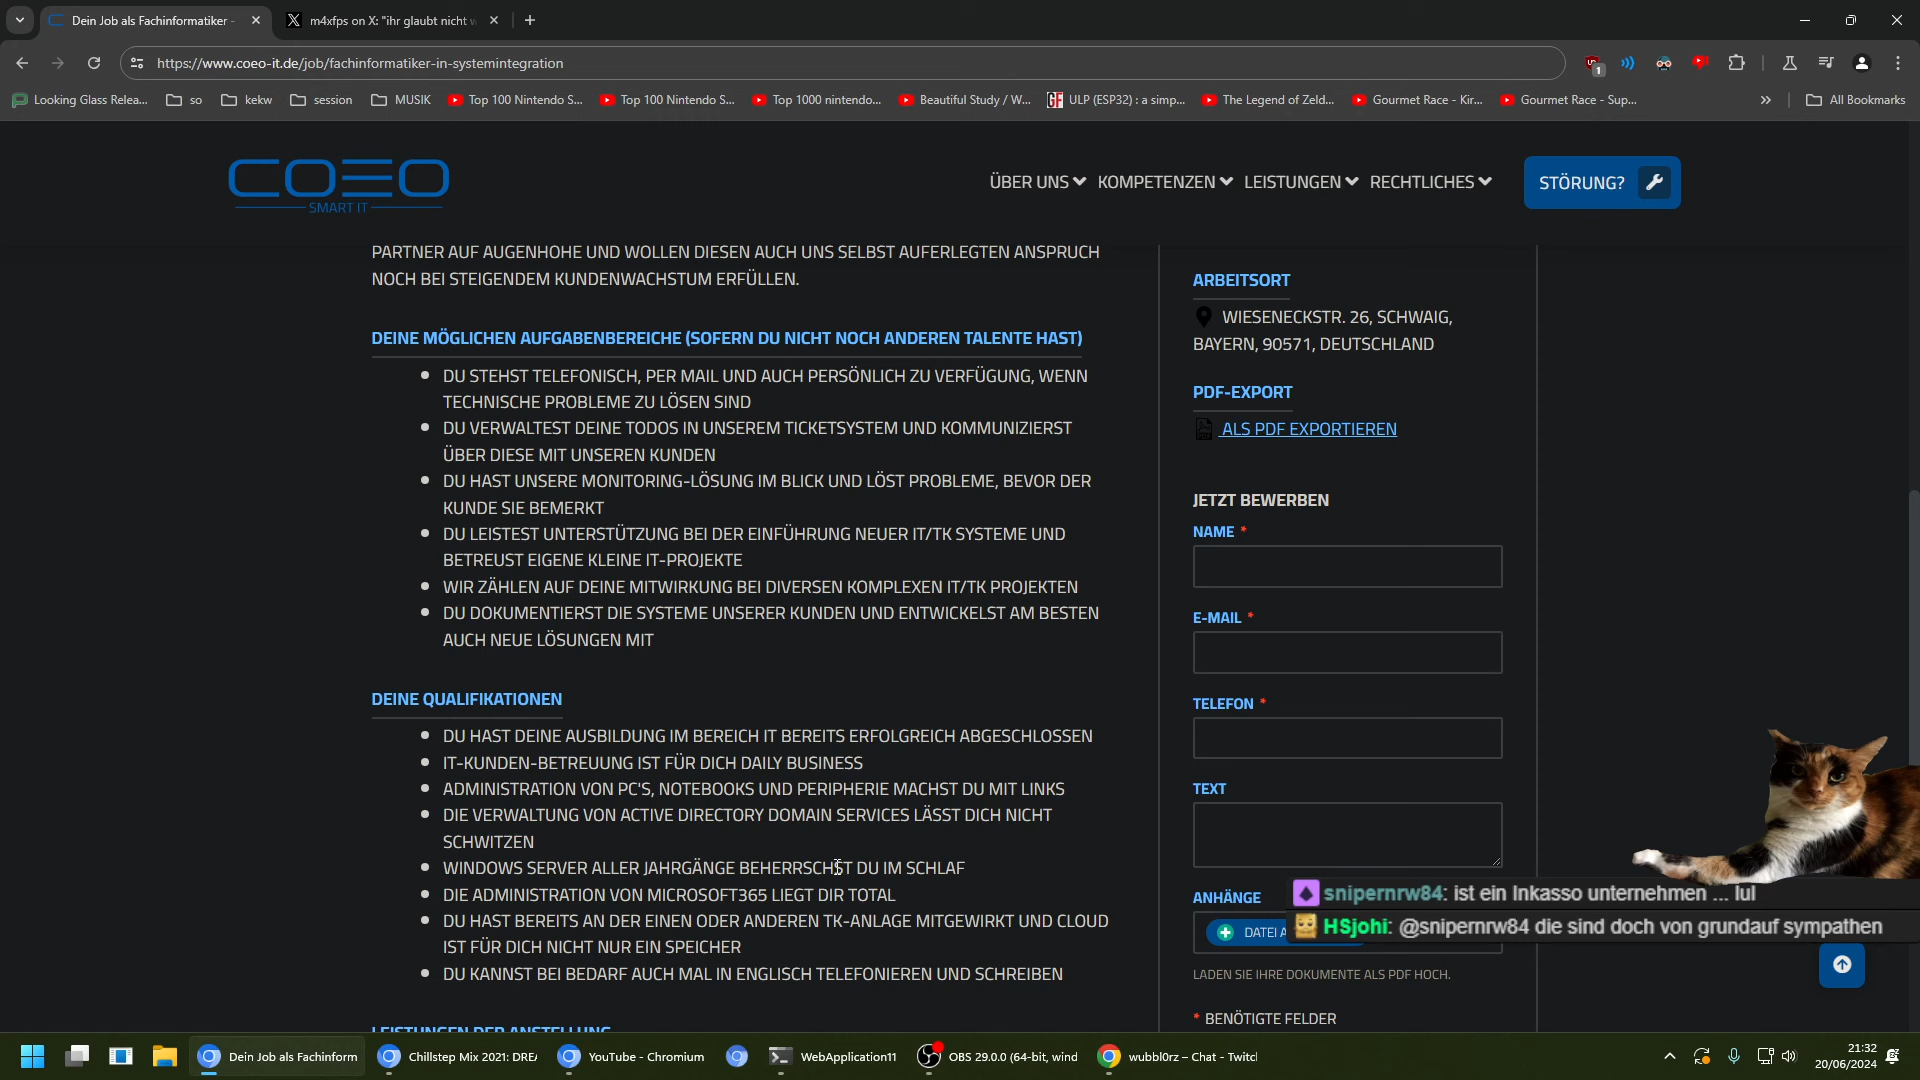 Dein Job als Fachinformatiker -
m4xfps on X: "ihr glaubt nicht w
https://www.coeo-it.de/job/fachinformatiker-in-systemintegration
1
Looking Glass Relea...
so
kekw
session
MUSIK
Top 100 Nintendo S...
Top 100 Nintendo S...
Top 1000 nintendo...
Beautiful Study / W...
GF
ULP (ESP32) : a simp...
The Legend of Zeld...
Gourmet Race - Kir...
Gourmet Race - Sup...
All Bookmarks
COEO
SMART IT
ÜBER UNS
KOMPETENZEN
LEISTUNGEN
RECHTLICHES
STÖRUNG?
PARTNER AUF AUGENHÖHE UND WOLLEN DIESEN AUCH UNS SELBST AUFERLEGTEN ANSPRUCH
NOCH BEI STEIGENDEM KUNDENWACHSTUM ERFÜLLEN.
DEINE MÖGLICHEN AUFGABENBEREICHE (SOFERN DU NICHT NOCH ANDEREN TALENTE HAST)
DU STEHST TELEFONISCH, PER MAIL UND AUCH PERSÖNLICH ZU VERFÜGUNG, WENN
TECHNISCHE PROBLEME ZU LÖSEN SIND
DU VERWALTEST DEINE TODOS IN UNSEREM TICKETSYSTEM UND KOMMUNIZIERST
ÜBER DIESE MIT UNSEREN KUNDEN
DU HAST UNSERE MONITORING-LÖSUNG IM BLICK UND LÖST PROBLEME, BEVOR DER
KUNDE SIE BEMERKT
DU LEISTEST UNTERSTÜTZUNG BEI DER EINFÜHRUNG NEUER IT/TK SYSTEME UND
BETREUST EIGENE KLEINE IT-PROJEKTE
WIR ZÄHLEN AUF DEINE MITWIRKUNG BEI DIVERSEN KOMPLEXEN IT/TK PROJEKTEN
DU DOKUMENTIERST DIE SYSTEME UNSERER KUNDEN UND ENTWICKELST AM BESTEN
AUCH NEUE LÖSUNGEN MIT
DEINE QUALIFIKATIONEN
DU HAST DEINE AUSBILDUNG IM BEREICH IT BEREITS ERFOLGREICH ABGESCHLOSSEN
IT-KUNDEN-BETREUUNG IST FÜR DICH DAILY BUSINESS
ADMINISTRATION VON PC'S, NOTEBOOKS UND PERIPHERIE MACHST DU MIT LINKS
DIE VERWALTUNG VON ACTIVE DIRECTORY DOMAIN SERVICES LÄSST DICH NICHT
SCHWITZEN
WINDOWS SERVER ALLER JAHRGÄNGE BEHERRSCHST DU IM SCHLAF
DIE ADMINISTRATION VON MICROSOFT365 LIEGT DIR TOTAL
DU HAST BEREITS AN DER EINEN ODER ANDEREN TK-ANLAGE MITGEWIRKT UND CLOUD
IST FÜR DICH NICHT NUR EIN SPEICHER
DU KANNST BEI BEDARF AUCH MAL IN ENGLISCH TELEFONIEREN UND SCHREIBEN
LEISTUNGEN DER ANSTELLUNG
ARBEITSORT
WIESENECKSTR. 26, SCHWAIG,
BAYERN, 90571, DEUTSCHLAND
PDF-EXPORT
ALS PDF EXPORTIEREN
JETZT BEWERBEN
NAME *
E-MAIL *
TELEFON *
TEXT
ANHÄNGE
DATEI A
LADEN SIE IHRE DOKUMENTE ALS PDF HOCH.
* BENÖTIGTE FELDER
snipernrw84: ist ein Inkasso unternehmen ... lul
HSjohi: @snipernrw84 die sind doch von grundauf sympathen
Dein Job als Fachinform
Chillstep Mix 2021: DRE
YouTube - Chromium
WebApplication11
OBS 29.0.0 (64-bit, wind
wubbl0rz – Chat - Twitcl
21:32
20/06/2024